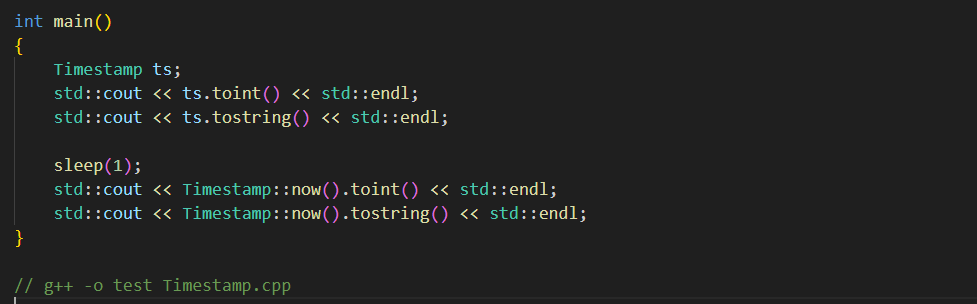 int main()
{
    Timestamp ts;
    std::cout << ts.toint() << std::endl;
    std::cout << ts.tostring() << std::endl;

    sleep(1);
    std::cout << Timestamp::now().toint() << std::endl;
    std::cout << Timestamp::now().tostring() << std::endl;
}

// g++ -o test Timestamp.cpp